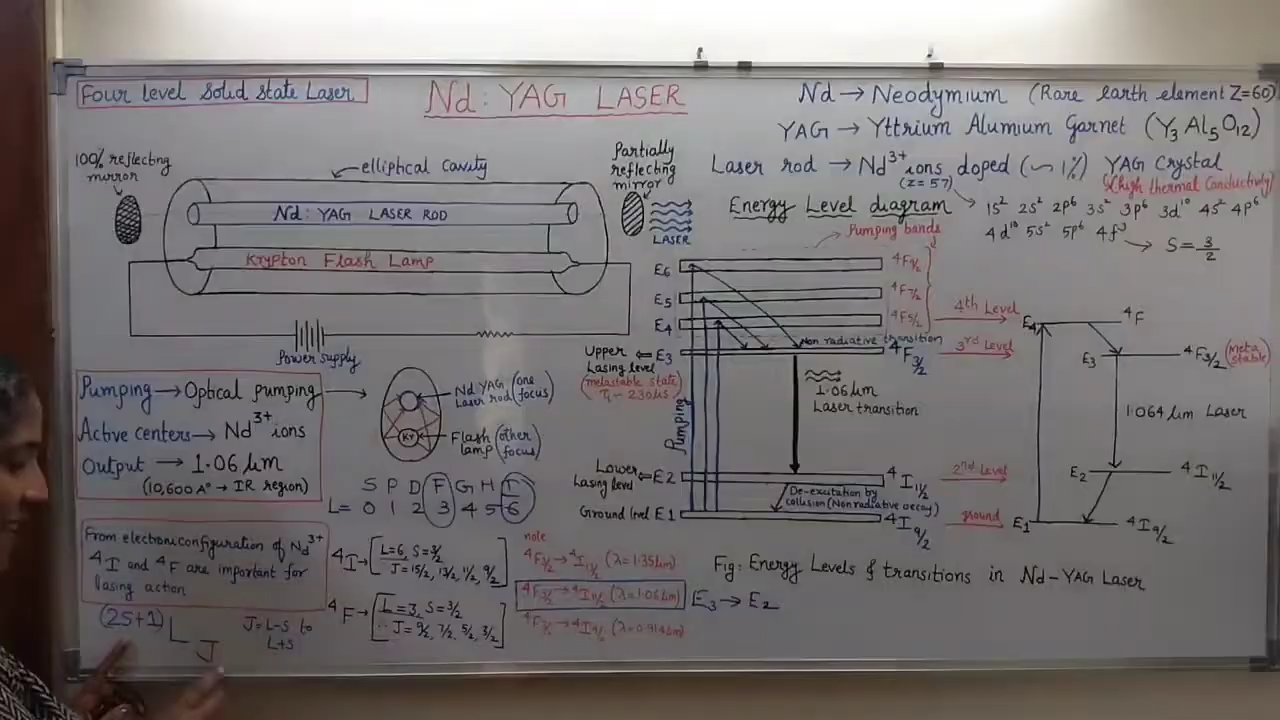 Four level Solid State Laser
Nd: YAG LASER
Nd → Neodymium (Rare earth element Z=60)
YAG → Yttrium Alumium Garnet (Y₃ Al₅ O₁₂)
Laser rod → Nd³⁺ ions doped (∽ 1%) YAG Crystal
(Z=57)
(high thermal Conductivity)
100% reflecting mirror
elliptical cavity
Partially reflecting mirror
Nd: YAG LASER ROD
Krypton Flash Lamp
LASER
Power supply
Energy Level diagram
1s² 2s² 2p⁶ 3s² 3p⁶ 3d¹⁰ 4s² 4p⁶
4d¹⁰ 5s² 5p⁶ 4f³ → S = 3/2
Pumping bands
E6
E5
E4
⁴F7/2
⁴F5/2
Non radiative transition
Upper Lasing level ⇐ E3 ⁴F3/2
(metastable state
~ 230μs)
Pumping
1.06μm
Laser transition
Lower Lasing level ⇐ E2 ⁴I11/2
De-excitation by collusion (Non radiative decay)
Ground level E1 ⁴I9/2
4th Level
3rd Level
2nd Level
ground
E4 ⁴F
E3 ⁴F3/2 (Meta stable)
1.064 μm Laser
E2 ⁴I11/2
E1 ⁴I9/2
Fig: Energy Levels & transitions in Nd-YAG Laser
Pumping → Optical pumping
Active centers → Nd³⁺ ions
Output → 1.06 μm
(10,600 A° → IR region)
Nd YAG Laser rod (one focus)
KY
Flash lamp (other focus)
S P D F G H I
L= 0 1 2 3 4 5 6
From electronic configuration of Nd³⁺
⁴I and ⁴F are important for
lasing action
(2S+1) L J
J = L-S to
L+S
⁴I → [L=6, S=3/2
J = 15/2, 13/2, 11/2, 9/2]
⁴F → [L=3, S=3/2
∴ J = 9/2, 7/2, 5/2, 3/2]
note
⁴F3/2 → ⁴I13/2 (λ=1.35μm)
⁴F3/2 → ⁴I11/2 (λ=1.06μm) E3 → E2
⁴F3/2 → ⁴I9/2 (λ=0.914μm)